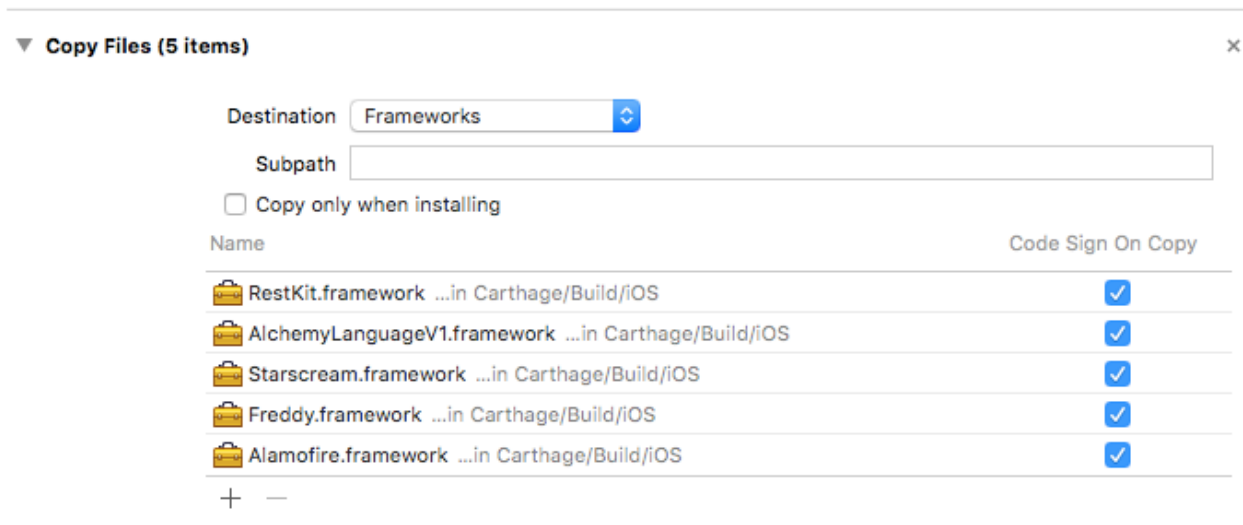 Copy Files (5 items)
Destination Frameworks
Subpath
Copy only when installing
Name Code Sign On Copy
RestKit.framework ...in Carthage/Build/iOS
AlchemyLanguageV1.framework ...in Carthage/Build/iOS
Starscream.framework ...in Carthage/Build/iOS
Freddy.framework ...in Carthage/Build/iOS
Alamofire.framework ...in Carthage/Build/iOS